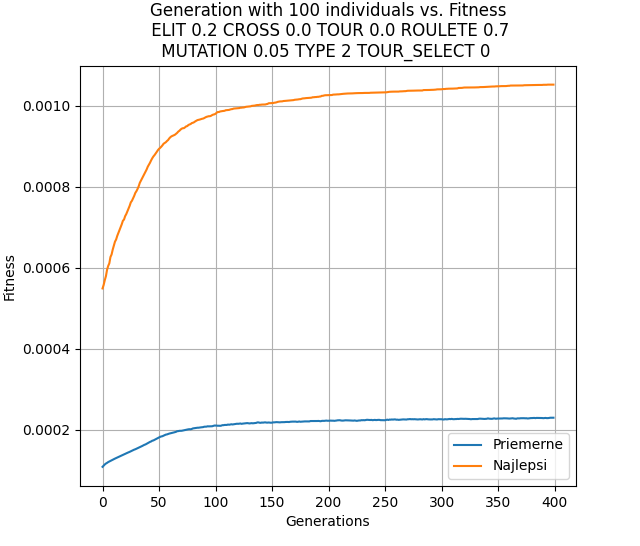 Generation with 100 individuals vs. Fitness
ELIT 0.2 CROSS 0.0 TOUR 0.0 ROULETE 0.7
MUTATION 0.05 TYPE 2 TOUR_SELECT 0
Fitness
0.0010
0.0008
0.0006
0.0004
0.0002
Priemerne
Najlepsi
0 50 100 150 200 250 300 350 400
Generations